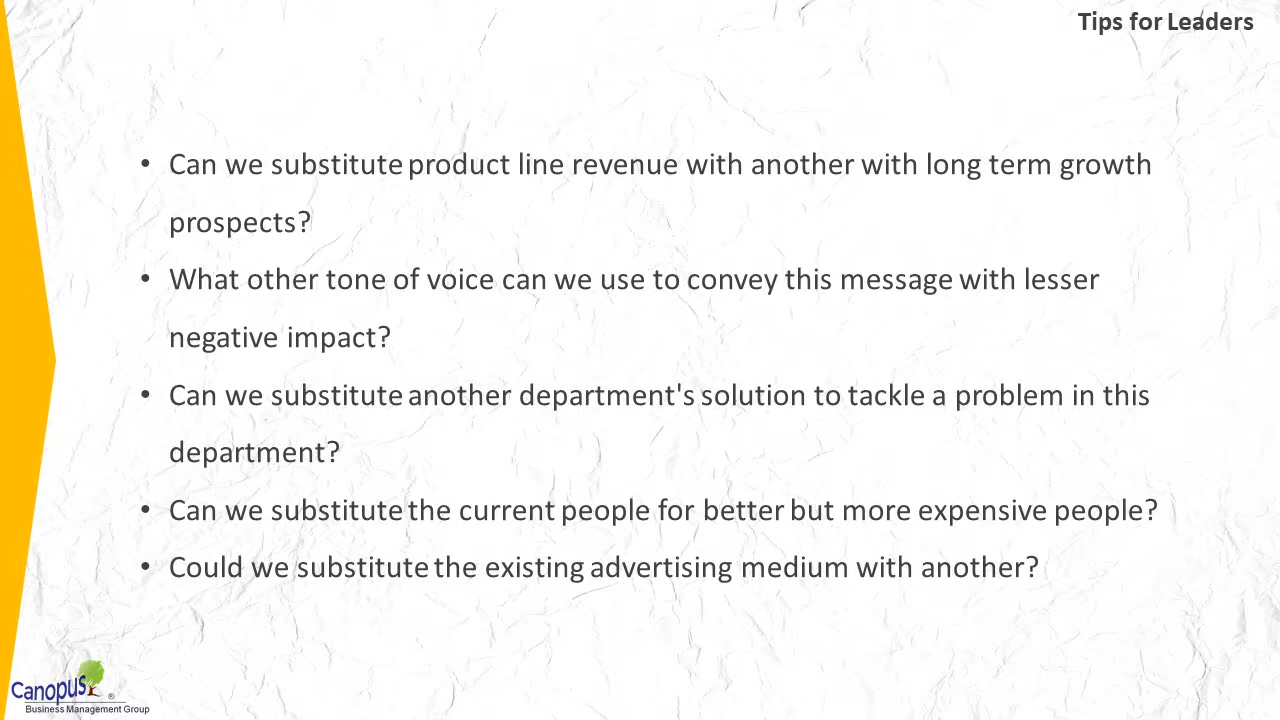 Tips for Leaders
• Can we substitute product line revenue with another with long term growth
prospects?
• What other tone of voice can we use to convey this message with lesser
negative impact?
• Can we substitute another department's solution to tackle a problem in this
department?
• Can we substitute the current people for better but more expensive people?
• Could we substitute the existing advertising medium with another?
Canopus ®
Business Management Group